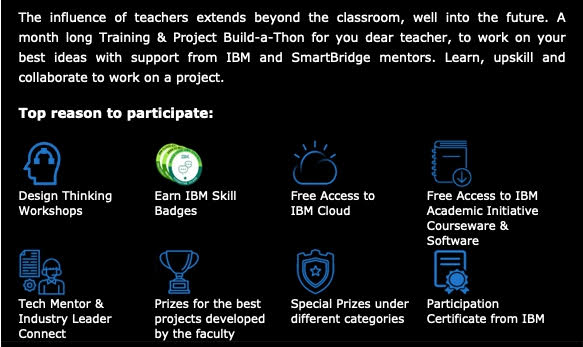 The influence of teachers extends beyond the classroom, well into the future. A
month long Training & Project Build-a-Thon for you dear teacher, to work on your
best ideas with support from IBM and SmartBridge mentors. Learn, upskill and
collaborate to work on a project.
Top reason to participate:
Design Thinking
Workshops
Earn IBM Skill
Badges
Free Access to
IBM Cloud
Free Access to IBM
Academic Initiative
Courseware &
Software
Tech Mentor &
Industry Leader
Connect
Prizes for the best
projects developed
by the faculty
Special Prizes under
different categories
Participation
Certificate from IBM